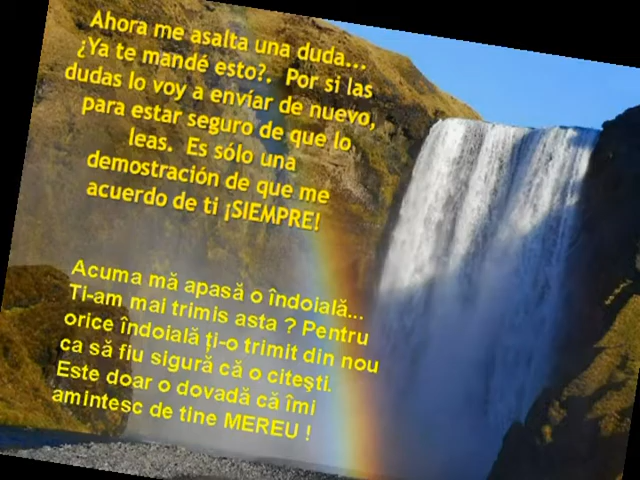 Ahora me asalta una duda...
¿Ya te mandé esto?. Por si las
dudas lo voy a envíar de nuevo,
para estar seguro de que lo
leas. Es sólo una
demostración de que me
acuerdo de ti ¡SIEMPRE!
Acuma mă apasă o îndoială...
Ti-am mai trimis asta ? Pentru
orice îndoială ţi-o trimit din nou
ca să fiu sigură că o citeşti.
Este doar o dovadă că îmi
amintesc de tine MEREU !